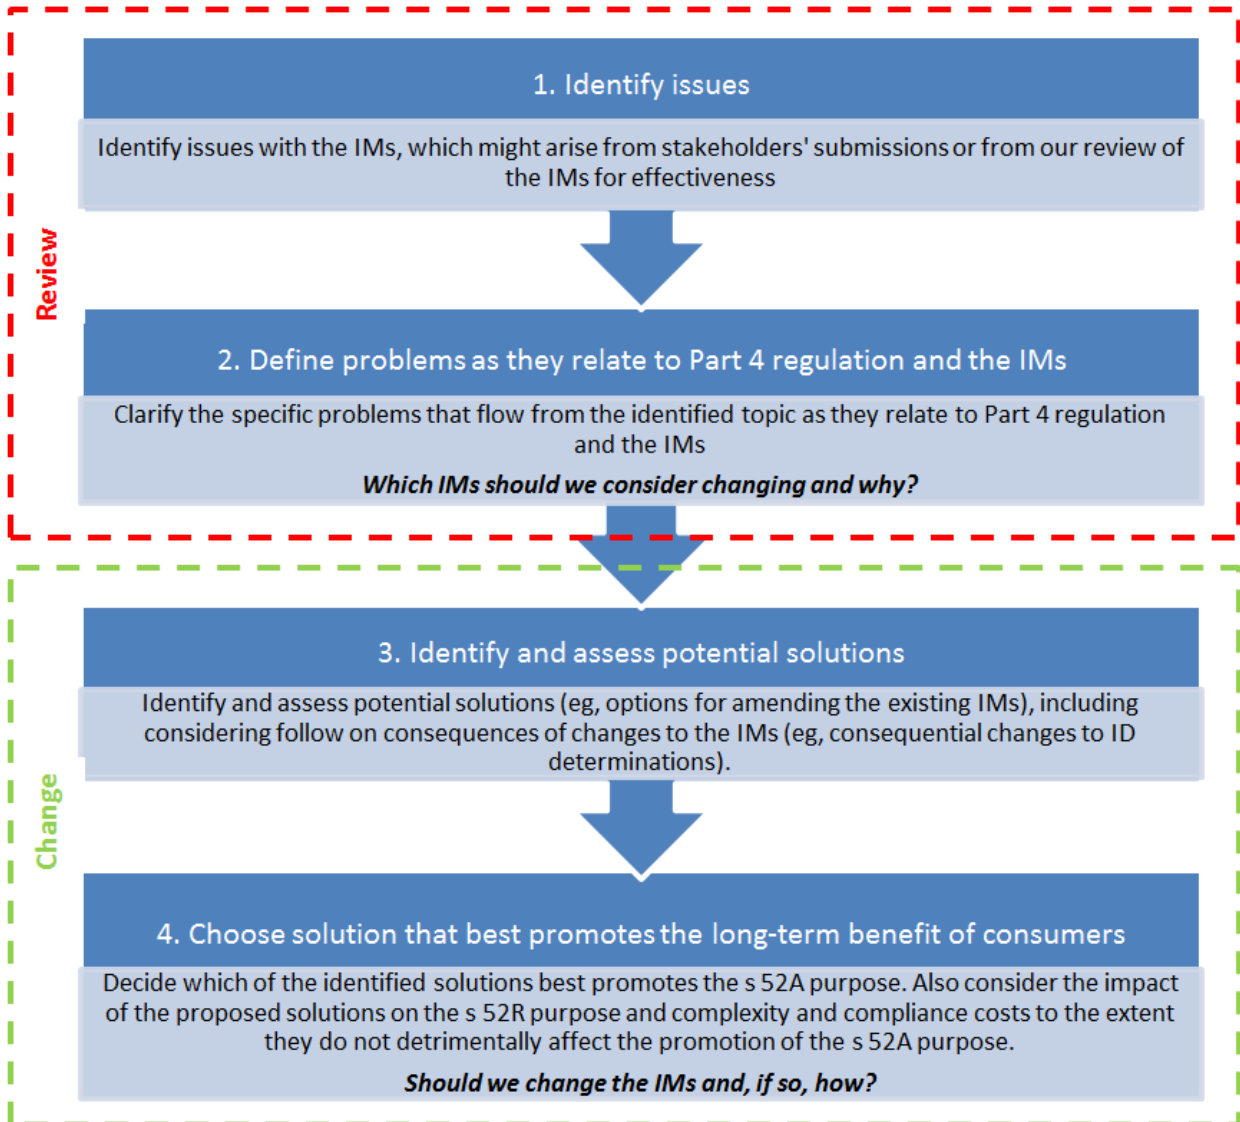 1. Identify issues
Identify issues with the IMs, which might arise from stakeholders' submissions or from our review of
the IMs for effectiveness
Review
2. Define problems as they relate to Part 4 regulation and the IMs
Clarify the specific problems that flow from the identified topic as they relate to Part 4 regulation
and the IMs
Which IMs should we consider changing and why?
3. Identify and assess potential solutions
Identify and assess potential solutions (eg, options for amending the existing IMs), including
considering follow on consequences of changes to the IMs (eg, consequential changes to ID
determinations).
Change
4. Choose solution that best promotes the long-term benefit of consumers
Decide which of the identified solutions best promotes the s 52A purpose. Also consider the impact
of the proposed solutions on the s 52R purpose and complexity and compliance costs to the extent
they do not detrimentally affect the promotion of the s 52A purpose.
Should we change the IMs and, if so, how?